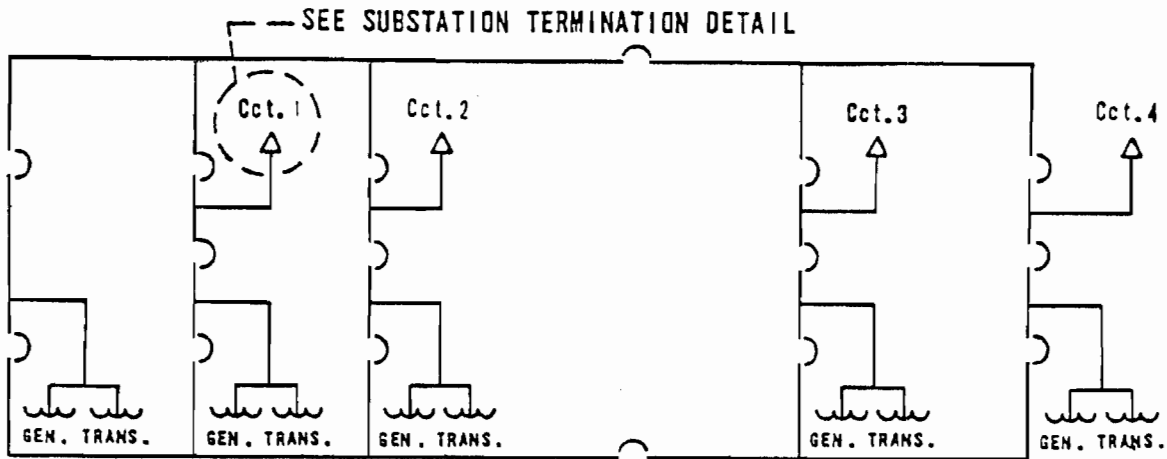 SEE SUBSTATION TERMINATION DETAIL
Cct. 1
Cct. 2
Cct. 3
Cct. 4
GEN. TRANS.
GEN. TRANS.
GEN. TRANS.
GEN. TRANS.
GEN. TRANS.